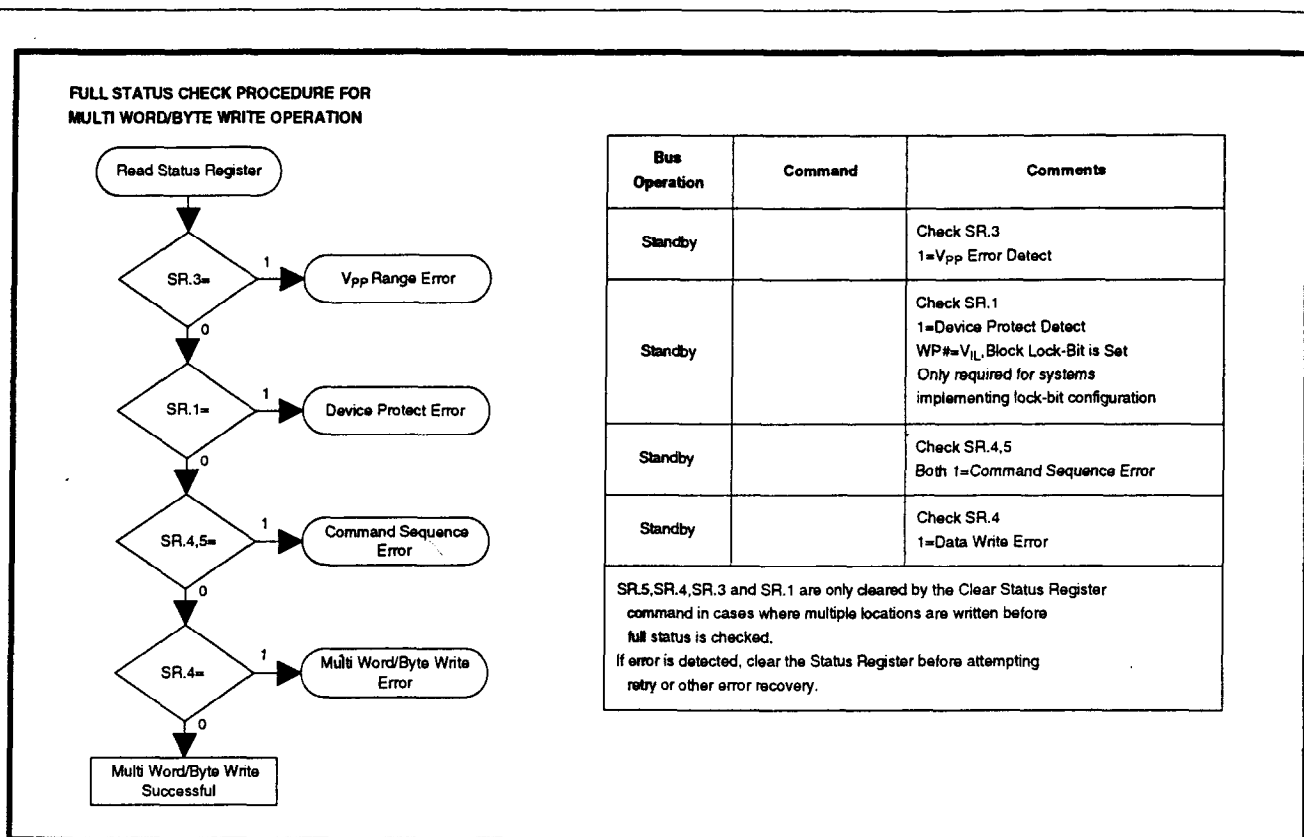 FULL STATUS CHECK PROCEDURE FOR
MULTI WORD/BYTE WRITE OPERATION
Read Status Register
SR.3=
1
VPP Range Error
0
SR.1=
1
Device Protect Error
0
SR.4,5=
1
Command Sequence
Error
0
SR.4=
1
Multi Word/Byte Write
Error
0
Multi Word/Byte Write
Successful
Bus
Operation
Command
Comments
Standby
Check SR.3
1=VPP Error Detect
Standby
Check SR.1
1=Device Protect Detect
WP#=VIL,Block Lock-Bit is Set
Only required for systems
implementing lock-bit configuration
Standby
Check SR.4,5
Both 1=Command Sequence Error
Standby
Check SR.4
1=Data Write Error
SR.5,SR.4,SR.3 and SR.1 are only cleared by the Clear Status Register
command in cases where multiple locations are written before
full status is checked.
If error is detected, clear the Status Register before attempting
retry or other error recovery.